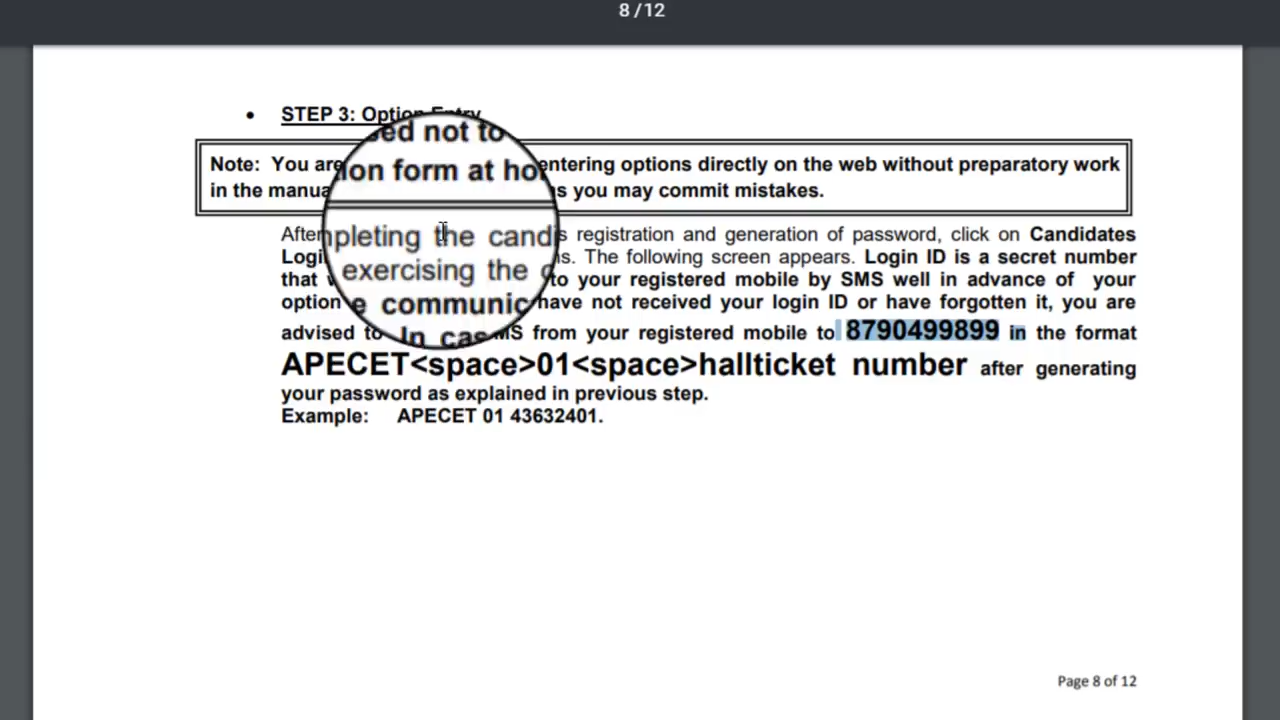 8 / 12
• STEP 3: Option Entry
Note: You are entering options directly on the web without preparatory work
in the manua s you may commit mistakes.
sed not to
ion form at ho
After is registration and generation of password, click on Candidates
mpleting the candi
Logi ns. The following screen appears. Login ID is a secret number
exercising the
that to your registered mobile by SMS well in advance of your
e communic
option have not received your login ID or have forgotten it, you are
In cas
advised to MS from your registered mobile to 8790499899 in the format
APECET<space>01<space>hallticket number after generating
your password as explained in previous step.
Example: APECET 01 43632401.
Page 8 of 12